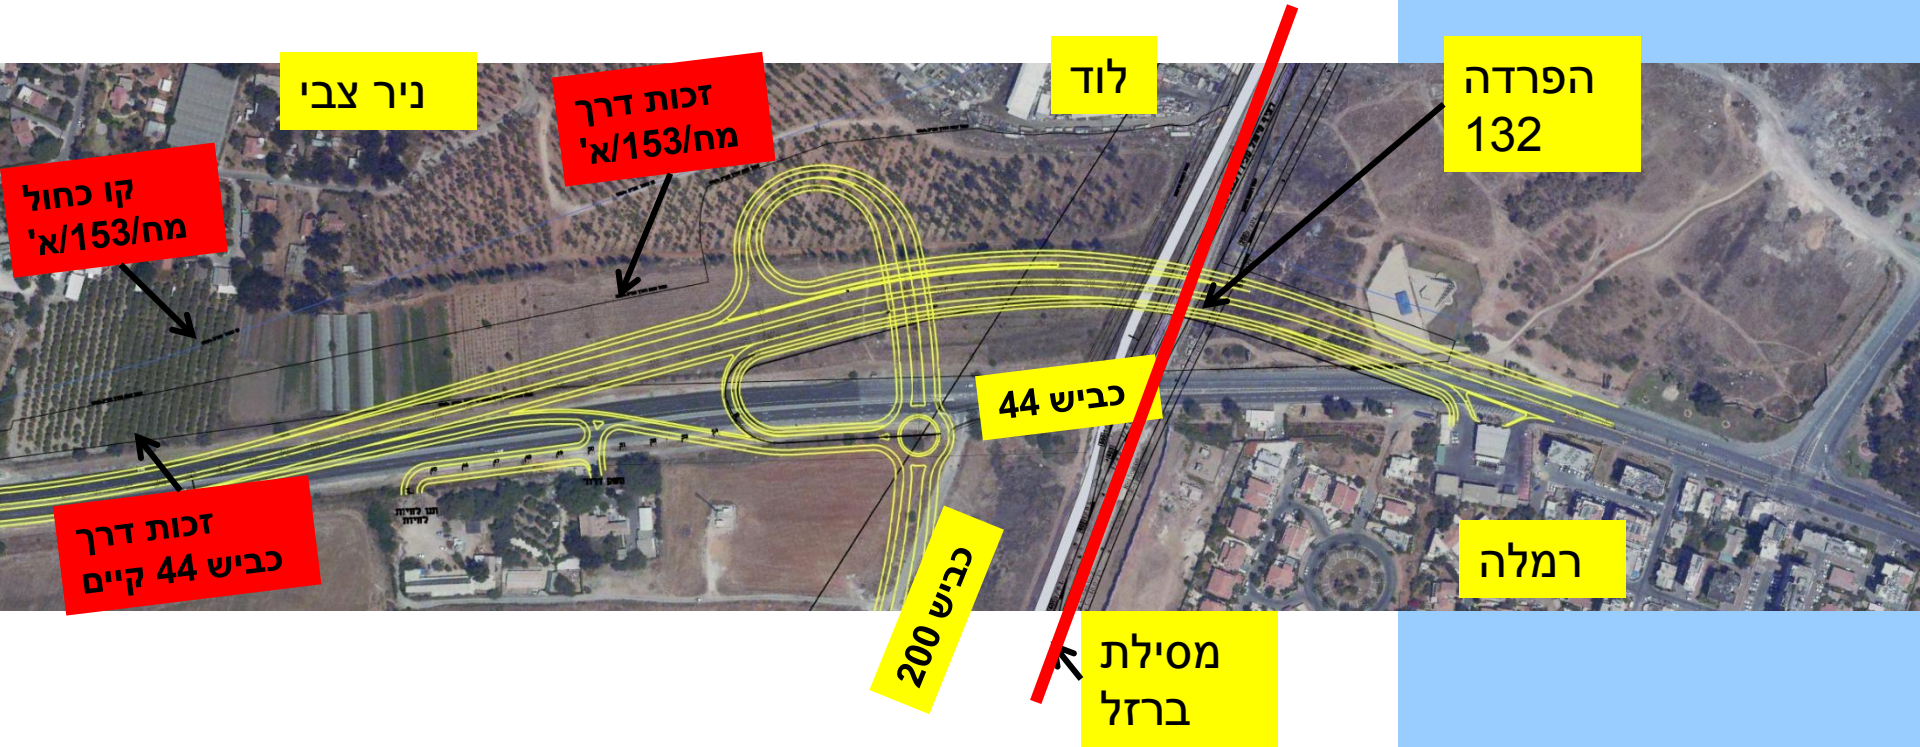 ניר צבי
זכות דרך
מח/153/א'
לוד
הפרדה
132
קו כחול
מח/153/א'
כביש 44
זכות דרך
כביש 44 קיים
כביש 200
רמלה
מסילת
ברזל